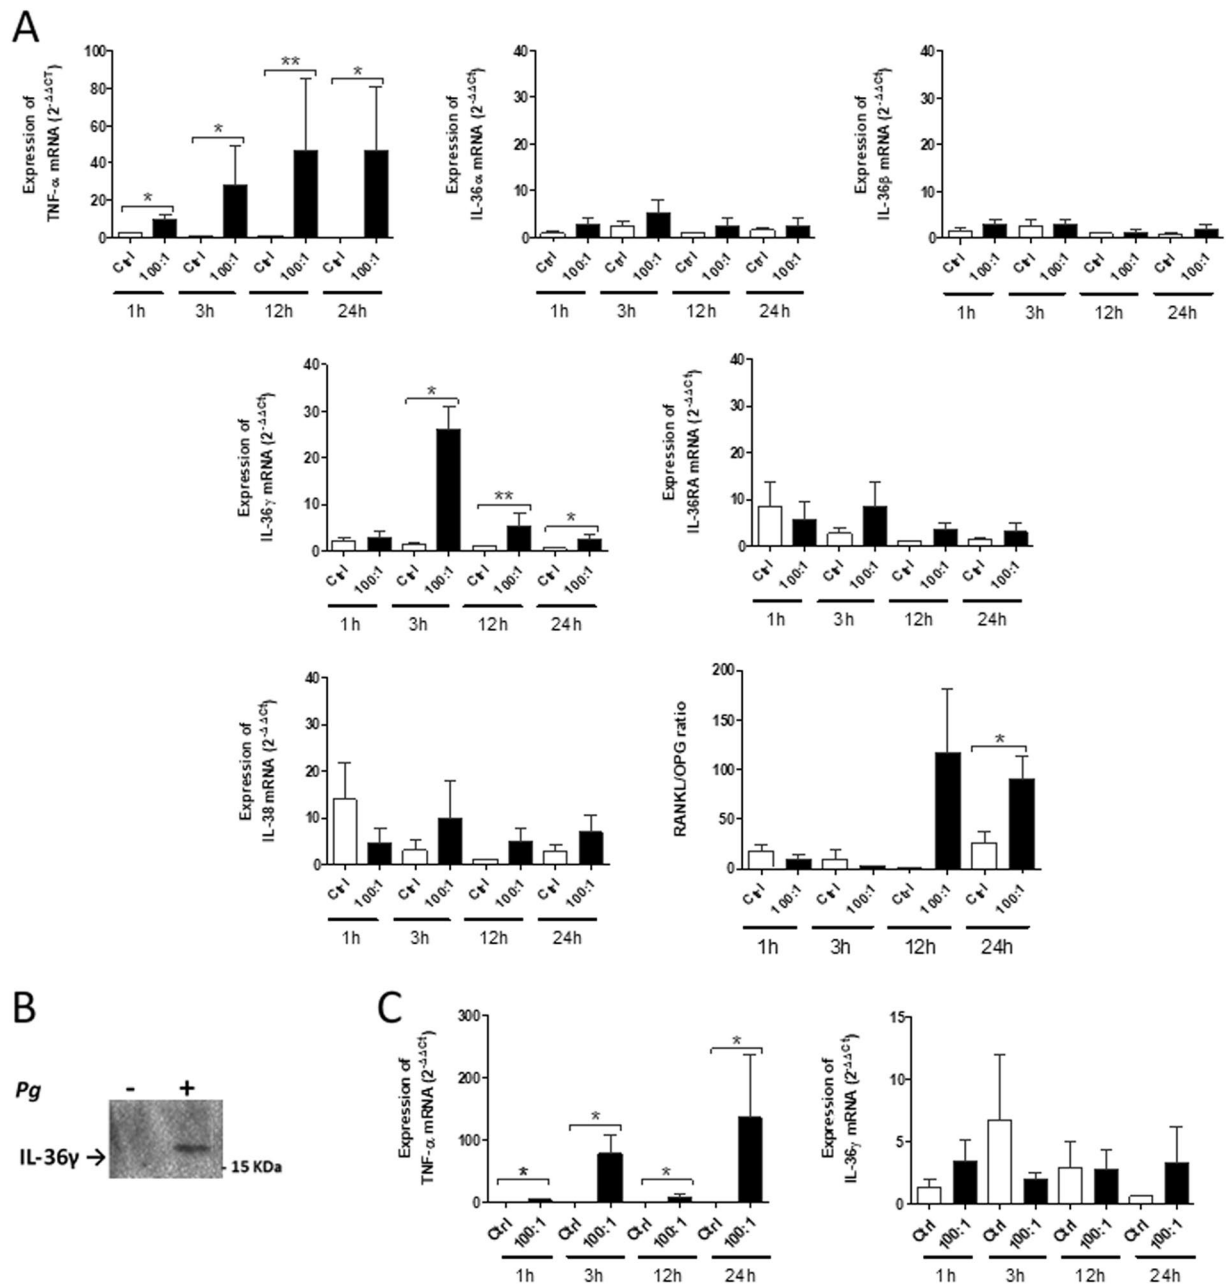 A
Expression of
TNF-α mRNA (2-ΔΔCT)
100
80
60
40
20
0
*
*
**
*
Ctrl
100:1
Ctrl
100:1
Ctrl
100:1
Ctrl
100:1
1h
3h
12h
24h
Expression of
IL-36α mRNA (2-ΔΔCt)
40
30
20
10
0
Ctrl
100:1
Ctrl
100:1
Ctrl
100:1
Ctrl
100:1
1h
3h
12h
24h
Expression of
IL-36β mRNA (2-ΔΔCt)
40
30
20
10
0
Ctrl
100:1
Ctrl
100:1
Ctrl
100:1
Ctrl
100:1
1h
3h
12h
24h
Expression of
IL-36γ mRNA (2-ΔΔCt)
40
30
20
10
0
*
**
*
Ctrl
100:1
Ctrl
100:1
Ctrl
100:1
Ctrl
100:1
1h
3h
12h
24h
Expression of
IL-36RA mRNA (2-ΔΔCt)
40
30
20
10
0
Ctrl
100:1
Ctrl
100:1
Ctrl
100:1
Ctrl
100:1
1h
3h
12h
24h
Expression of
IL-38 mRNA (2-ΔΔCt)
40
30
20
10
0
Ctrl
100:1
Ctrl
100:1
Ctrl
100:1
Ctrl
100:1
1h
3h
12h
24h
RANKL/OPG ratio
200
150
100
50
0
*
Ctrl
100:1
Ctrl
100:1
Ctrl
100:1
Ctrl
100:1
1h
3h
12h
24h
B
Pg - +
IL-36γ →
- 15 KDa
C
Expression of
TNF-α mRNA (2-ΔΔCt)
300
200
100
0
*
*
*
*
Ctrl
100:1
Ctrl
100:1
Ctrl
100:1
Ctrl
100:1
1h
3h
12h
24h
Expression of
IL-36γ mRNA (2-ΔΔCt)
15
10
5
0
Ctrl
100:1
Ctrl
100:1
Ctrl
100:1
Ctrl
100:1
1h
3h
12h
24h